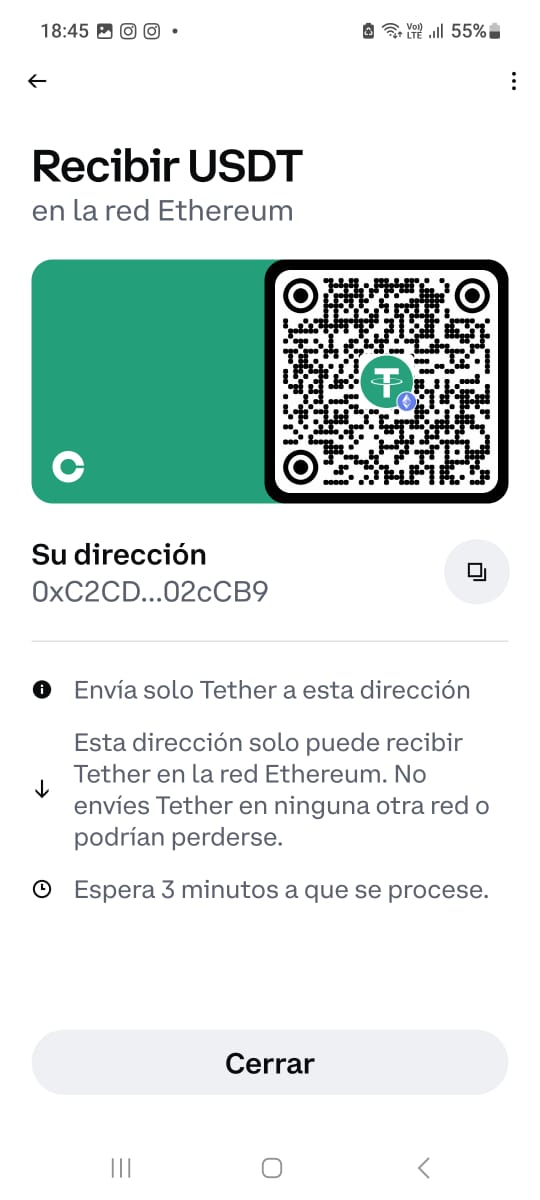 18:45
Vo))
LTE
55%
Recibir USDT
en la red Ethereum
Su dirección
0xC2CD...02cCB9
Envía solo Tether a esta dirección
Esta dirección solo puede recibir
Tether en la red Ethereum. No
envíes Tether en ninguna otra red o
podrían perderse.
Espera 3 minutos a que se procese.
Cerrar